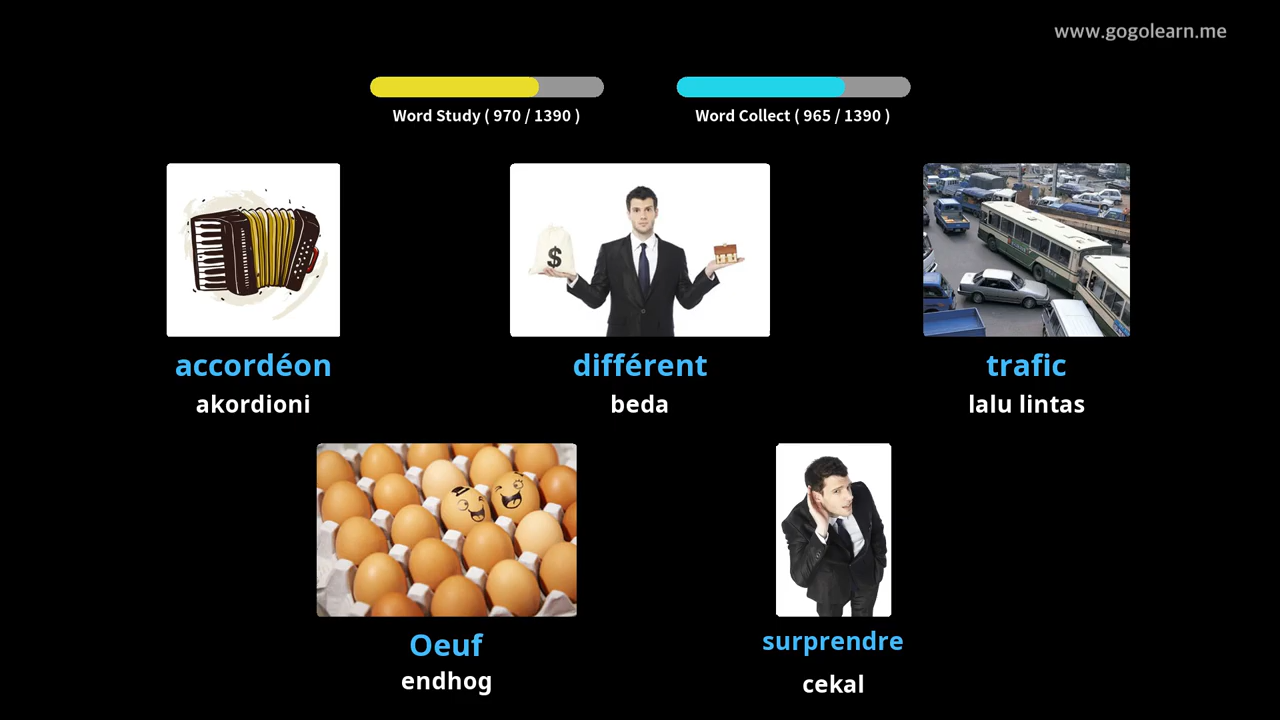 www.gogolearn.me
Word Study ( 970 / 1390 )
Word Collect ( 965 / 1390 )
$
accordéon
différent
trafic
akordioni
beda
lalu lintas
Oeuf
surprendre
endhog
cekal